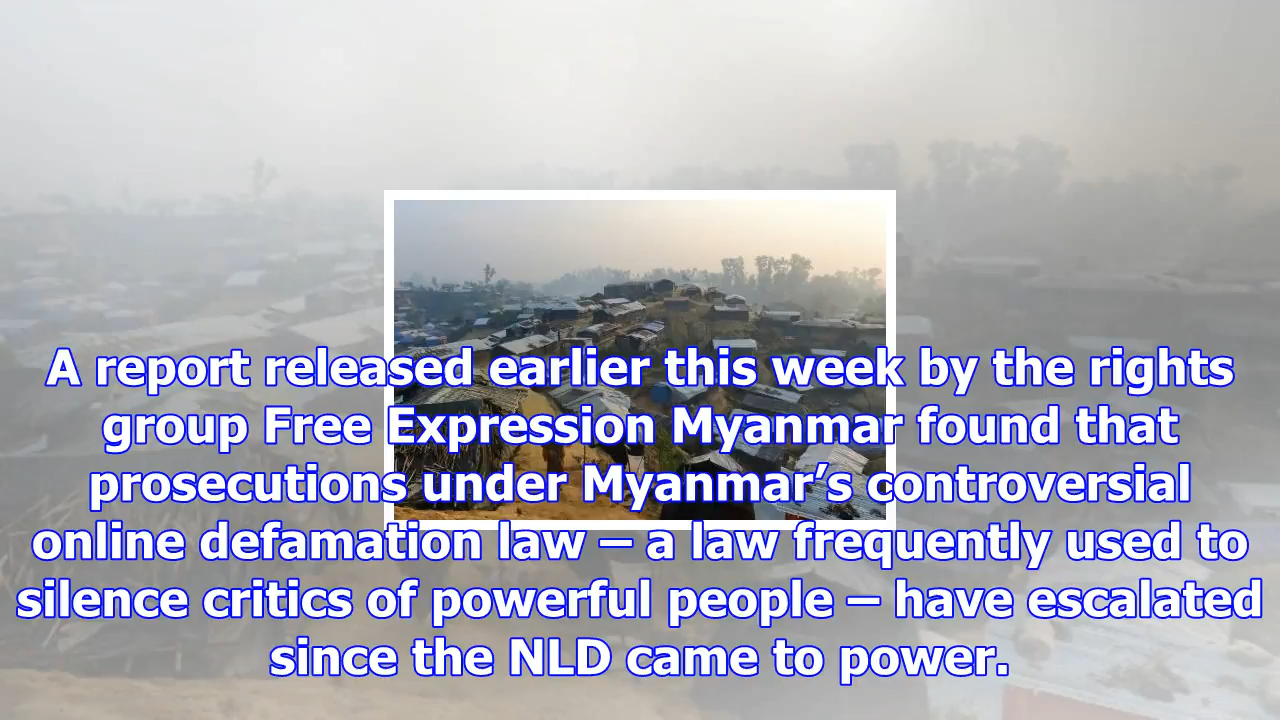 A report released earlier this week by the rights
group Free Expression Myanmar found that
prosecutions under Myanmar’s controversial
online defamation law – a law frequently used to
silence critics of powerful people – have escalated
since the NLD came to power.